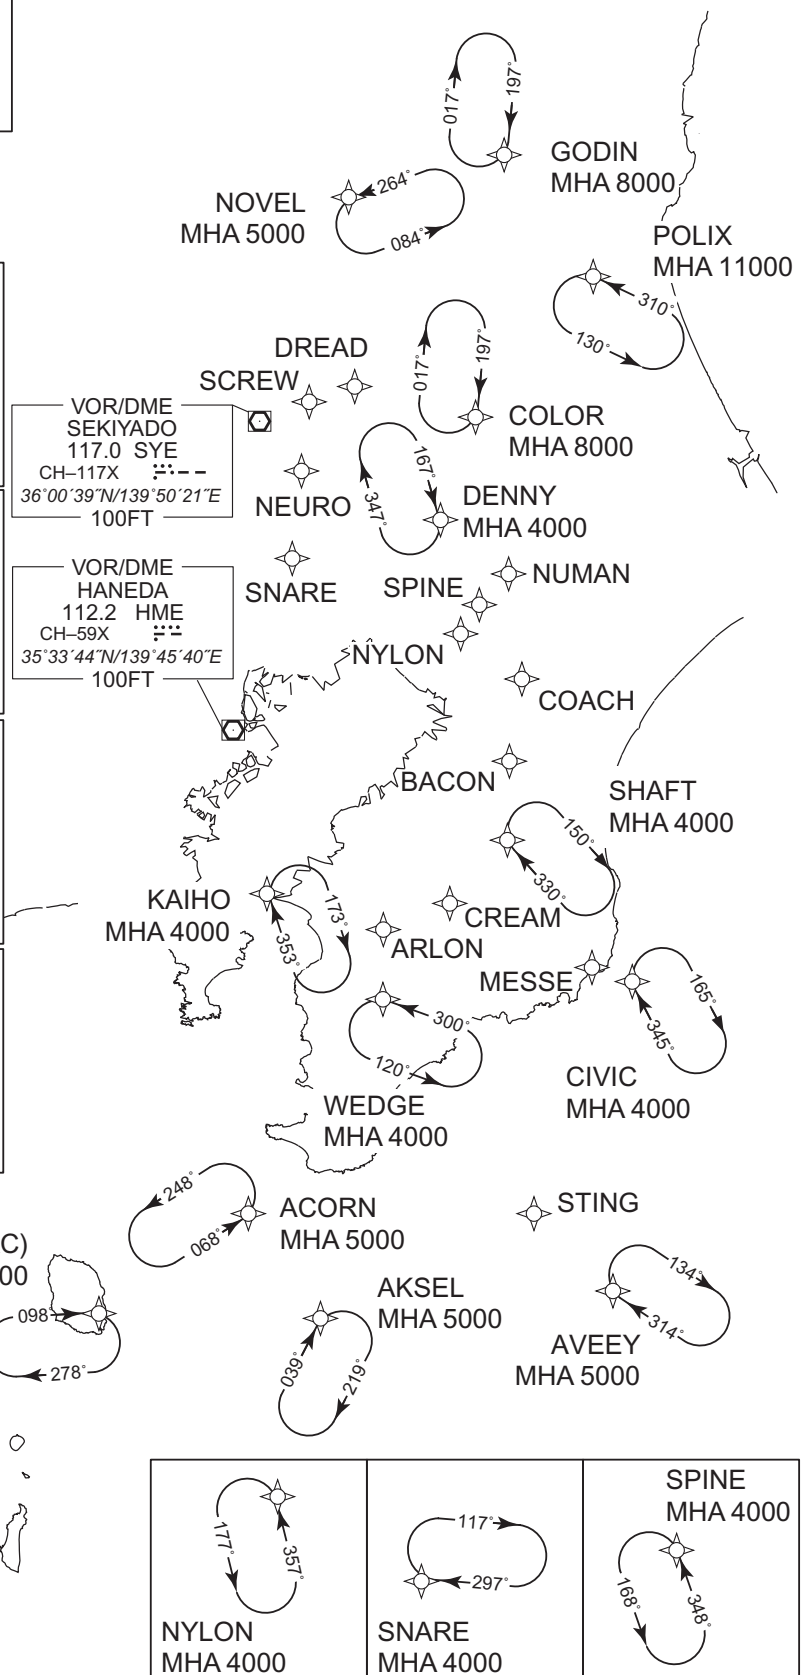 017°
197°
GODIN
MHA 8000
NOVEL
MHA 5000
264°
084°
POLIX
MHA 11000
310°
130°
DREAD
SCREW
017°
197°
COLOR
MHA 8000
VOR/DME
SEKIYADO
117.0 SYE
CH–117X
36°00´39˝N/139°50´21˝E
100FT
NEURO
167°
347°
DENNY
MHA 4000
SNARE
SPINE
NUMAN
NYLON
VOR/DME
HANEDA
112.2 HME
CH–59X
35°33´44˝N/139°45´40˝E
100FT
COACH
BACON
SHAFT
MHA 4000
150°
330°
KAIHO
MHA 4000
173°
353°
CREAM
ARLON
MESSE
165°
345°
CIVIC
MHA 4000
300°
120°
WEDGE
MHA 4000
248°
068°
ACORN
MHA 5000
STING
C)
00
098°
278°
AKSEL
MHA 5000
039°
219°
134°
314°
AVEEY
MHA 5000
177°
357°
NYLON
MHA 4000
117°
297°
SNARE
MHA 4000
SPINE
MHA 4000
168°
348°